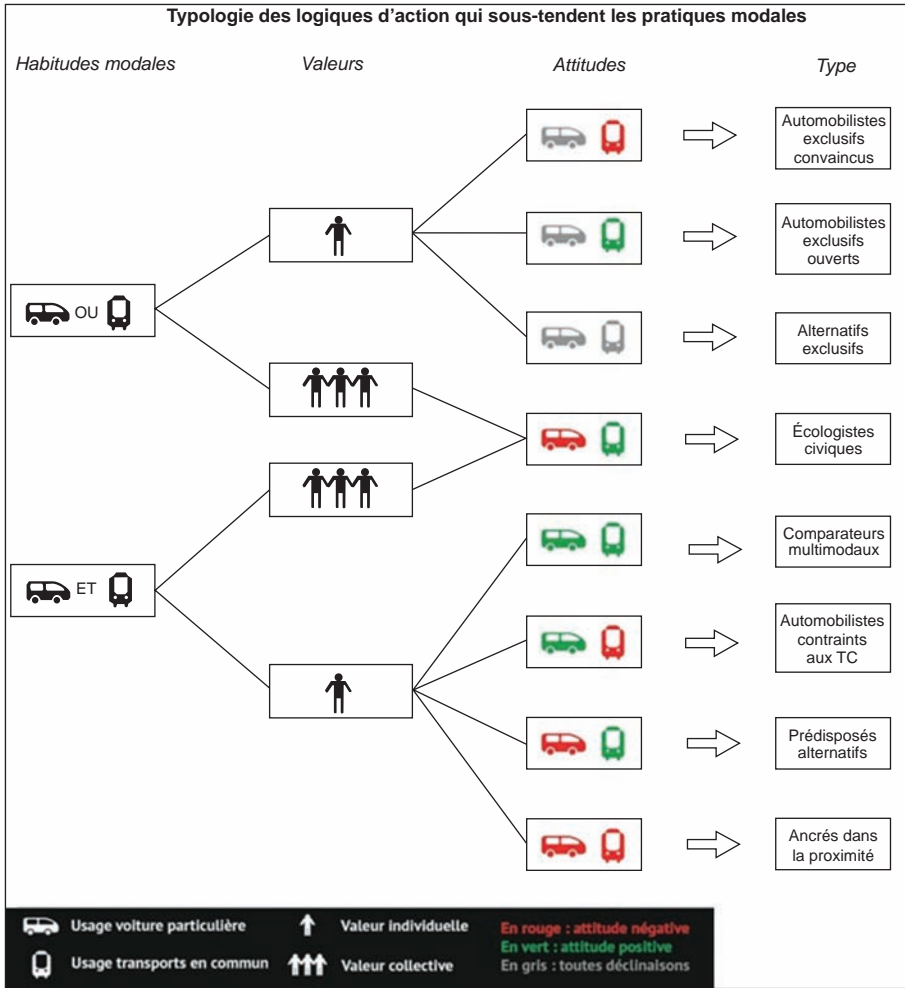 Typologie des logiques d'action qui sous-tendent les pratiques modales
Habitudes modales
Valeurs
Attitudes
Type
Automobilistes
exclusifs
convaincus
Automobilistes
exclusifs
ouverts
OU
Alternatifs
exclusifs
Écologistes
civiques
Comparateurs
multimodaux
ET
Automobilistes
contraints
aux TC
Prédisposés
alternatifs
Ancrés dans
la proximité
Usage voiture particulière
Valeur individuelle
En rouge : attitude négative
En vert : attitude positive
Usage transports en commun
Valeur collective
En gris : toutes déclinaisons